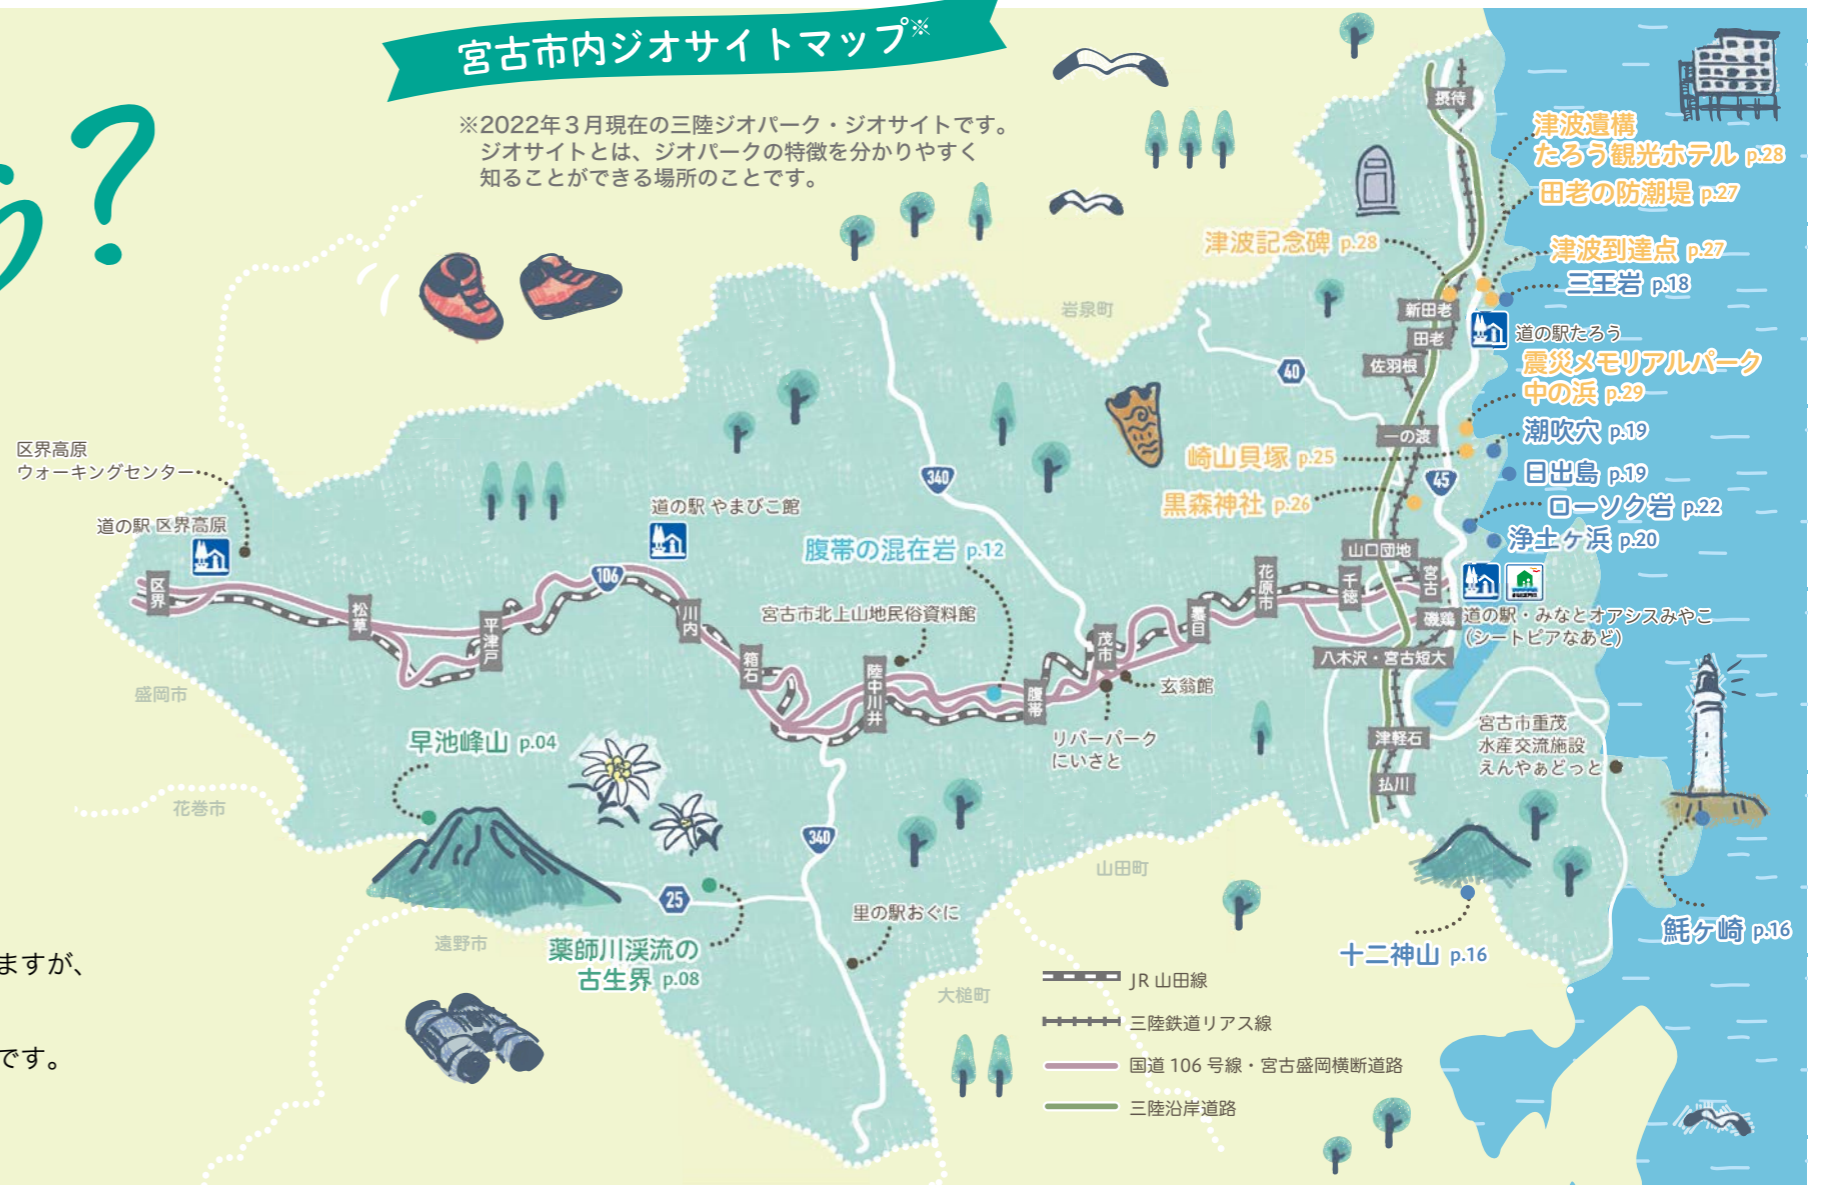 宮古市内ジオサイトマップ※
※2022年3月現在の三陸ジオパーク・ジオサイトです。
ジオサイトとは、ジオパークの特徴を分かりやすく
知ることができる場所のことです。
?
摂待
津波遺構
たろう観光ホテル p.28
田老の防潮堤 p.27
津波記念碑 p.28
津波到達点 p.27
三王岩 p.18
岩泉町
新田老
田老
道の駅たろう
佐羽根
40
震災メモリアルパーク
中の浜 p.29
一の渡
潮吹穴 p.19
崎山貝塚 p.25
日出島 p.19
340
45
黒森神社 p.26
ローソク岩 p.22
浄土ヶ浜 p.20
区界高原
ウォーキングセンター
道の駅 区界高原
道の駅 やまびこ館
腹帯の混在岩 p.12
山口団地
区界
松草
平津戸
106
川内
宮古市北上山地民俗資料館
箱石
陸中川井
腹帯
茂市
蟇目
花原市
千徳
宮古
磯鶏
道の駅・みなとオアシスみやこ
(シートピアなあど)
八木沢・宮古短大
玄翁館
リバーパーク
にいさと
津軽石
払川
宮古市重茂
水産交流施設
えんやぁどっと
盛岡市
早池峰山 p.04
花巻市
340
山田町
25
里の駅おぐに
遠野市
薬師川渓流の
古生界 p.08
大槌町
十二神山 p.16
魹ヶ崎 p.16
JR 山田線
三陸鉄道リアス線
国道 106 号線・宮古盛岡横断道路
三陸沿岸道路
ますが、
です。